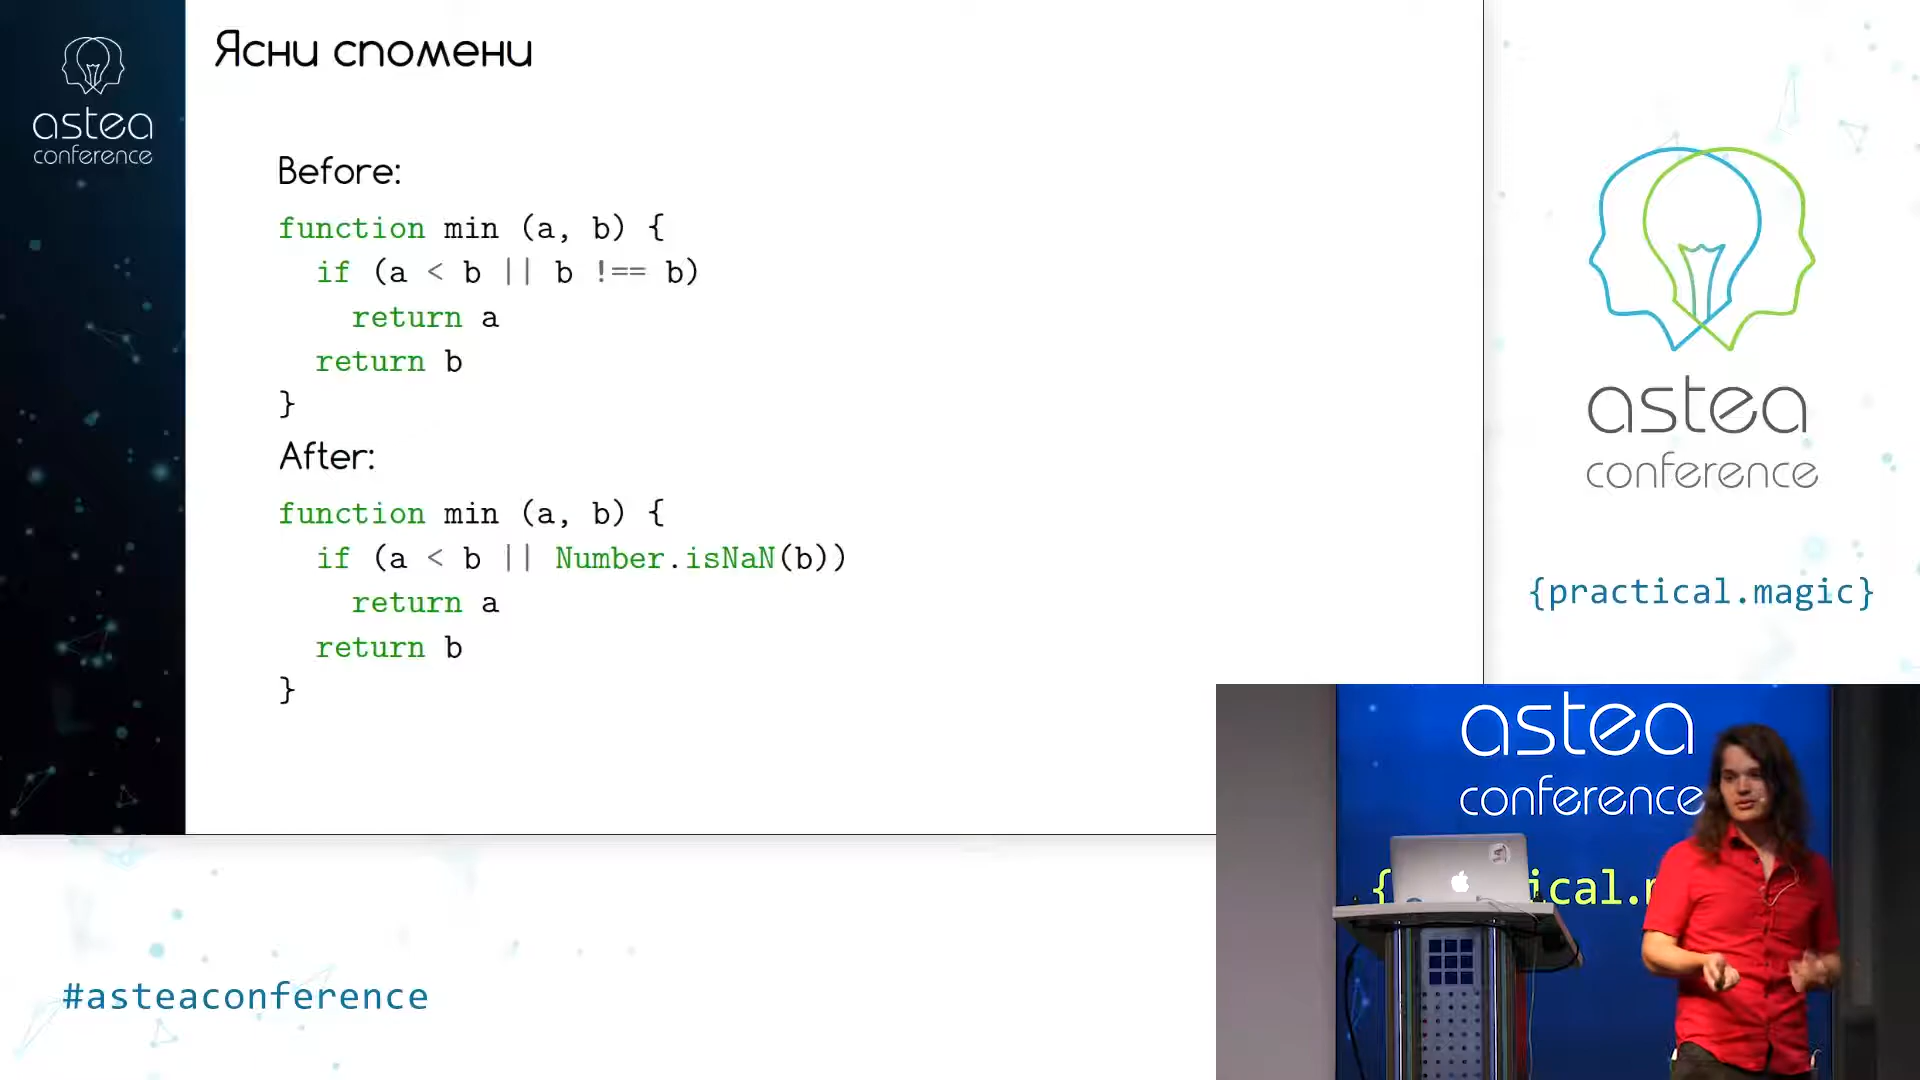 astea
conference
Ясни спомени
Before:
function min (a, b) {
if (a < b || b !== b)
return a
return b
}
After:
function min (a, b) {
if (a < b || Number.isNaN(b))
return a
return b
}
astea
conference
{practical.magic}
astea
conference
{ ical.m
#asteaconference